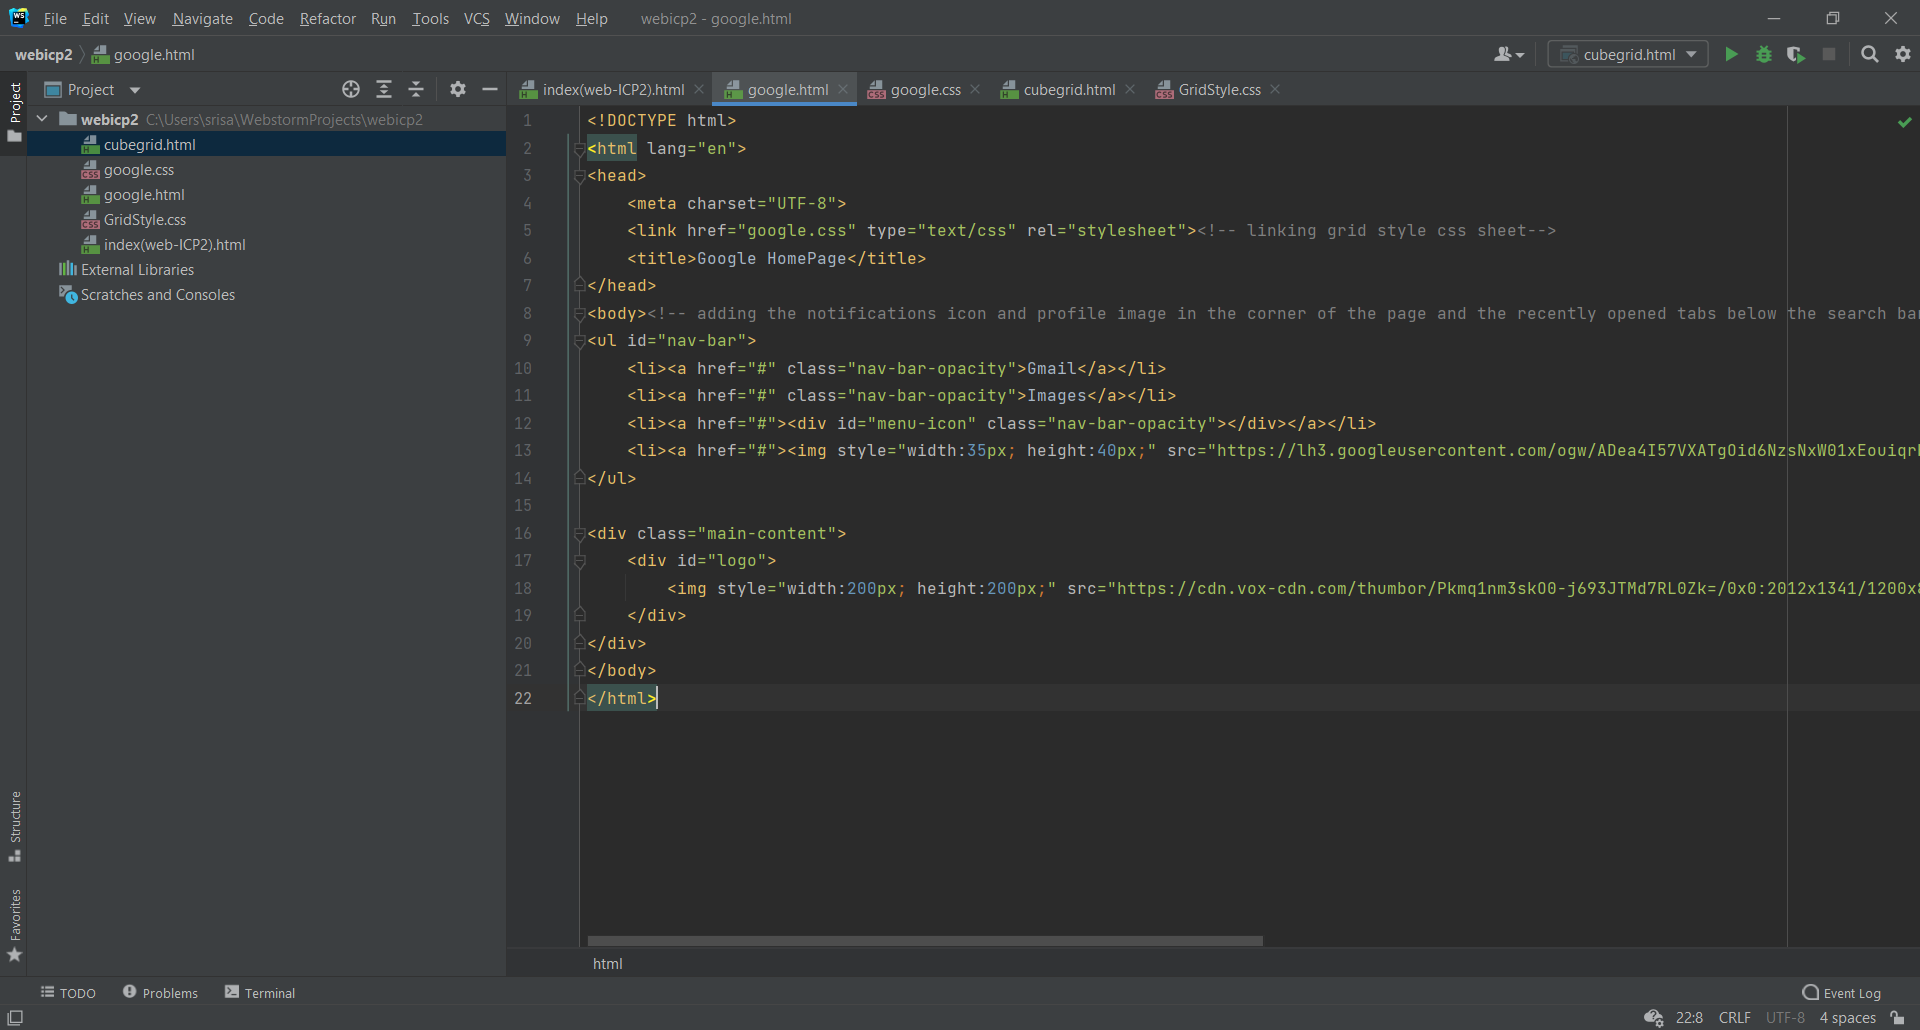 File Edit View Navigate Code Refactor Run Tools VCS Window Help webicp2 - google.html
webicp2 google.html cubegrid.html
Project
Project
index(web-ICP2).html google.html google.css cubegrid.html GridStyle.css
webicp2 C:\Users\srisa\WebstormProjects\webicp2
cubegrid.html
google.css
google.html
GridStyle.css
index(web-ICP2).html
External Libraries
Scratches and Consoles
1 <!DOCTYPE html>
2 <html lang="en">
3 <head>
4 <meta charset="UTF-8">
5 <link href="google.css" type="text/css" rel="stylesheet"><!-- linking grid style css sheet-->
6 <title>Google HomePage</title>
7 </head>
8 <body><!-- adding the notifications icon and profile image in the corner of the page and the recently opened tabs below the search ba
9 <ul id="nav-bar">
10 <li><a href="#" class="nav-bar-opacity">Gmail</a></li>
11 <li><a href="#" class="nav-bar-opacity">Images</a></li>
12 <li><a href="#"><div id="menu-icon" class="nav-bar-opacity"></div></a></li>
13 <li><a href="#"><img style="width:35px; height:40px;" src="https://lh3.googleusercontent.com/ogw/ADea4I57VXATgOid6NzsNxW01xEouiqr
14 </ul>
15
16 <div class="main-content">
17 <div id="logo">
18 <img style="width:200px; height:200px;" src="https://cdn.vox-cdn.com/thumbor/Pkmq1nm3skO0-j693JTMd7RL0Zk=/0x0:2012x1341/1200x
19 </div>
20 </div>
21 </body>
22 </html>
Structure
Favorites
html
TODO Problems Terminal Event Log
22:8 CRLF UTF-8 4 spaces